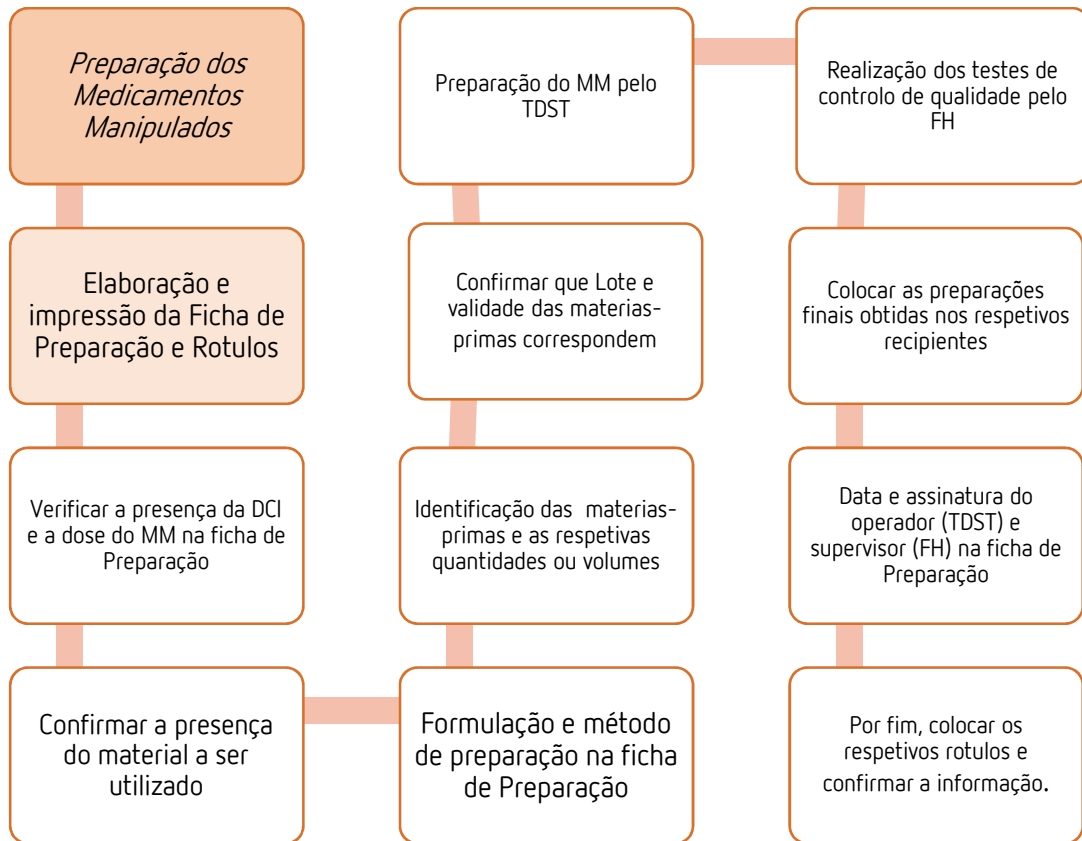 Preparação dos
Medicamentos
Manipulados
Elaboração e
impressão da Ficha de
Preparação e Rotulos
Verificar a presença da DCI
e a dose do MM na ficha de
Preparação
Confirmar a presença
do material a ser
utilizado
Formulação e método
de preparação na ficha
de Preparação
Identificação das materias-
primas e as respetivas
quantidades ou volumes
Confirmar que Lote e
validade das materias-
primas correspondem
Preparação do MM pelo
TDST
Realização dos testes de
controlo de qualidade pelo
FH
Colocar as preparações
finais obtidas nos respetivos
recipientes
Data e assinatura do
operador (TDST) e
supervisor (FH) na ficha de
Preparação
Por fim, colocar os
respetivos rotulos e
confirmar a informação.